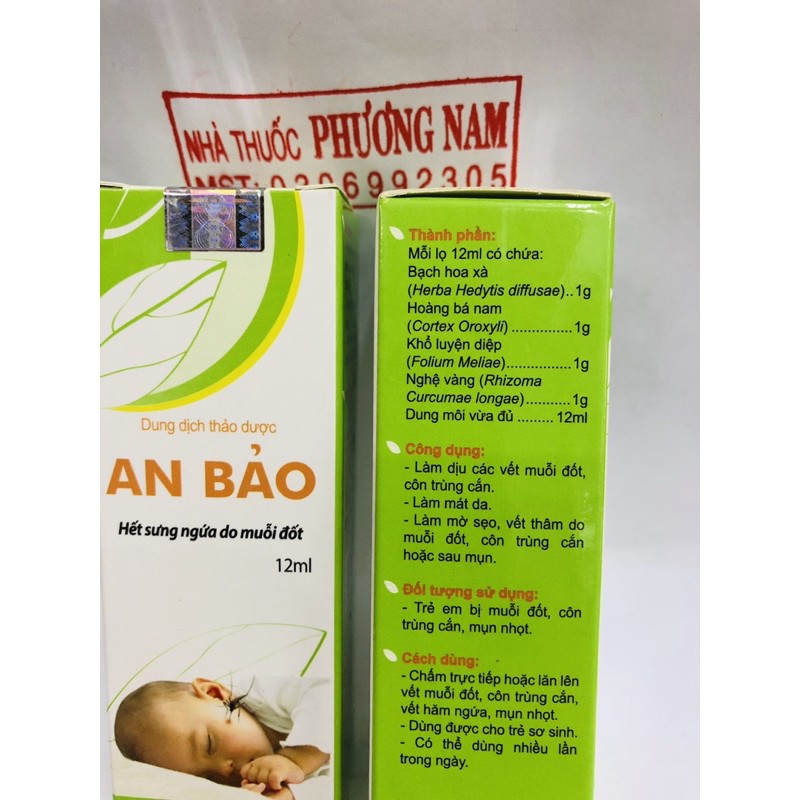 NHÀ THUỐC PHƯƠNG NAM
MST: 0306992305
Dung dịch thảo dược
AN BẢO
Hết sưng ngứa do muỗi đốt
12ml
Thành phần:
Mỗi lọ 12ml có chứa:
Bạch hoa xà
(Herba Hedytis diffusae)..1g
Hoàng bá nam
(Cortex Oroxyli)...............1g
Khổ luyện diệp
(Folium Meliae)................1g
Nghệ vàng (Rhizoma
Curcumae longae)...........1g
Dung môi vừa đủ ......... 12ml
Công dụng:
- Làm dịu các vết muỗi đốt,
côn trùng cắn.
- Làm mát da.
- Làm mờ sẹo, vết thâm do
muỗi đốt, côn trùng cắn
hoặc sau mụn.
Đối tượng sử dụng:
- Trẻ em bị muỗi đốt, côn
trùng cắn, mụn nhọt.
Cách dùng:
- Chấm trực tiếp hoặc lăn lên
vết muỗi đốt, côn trùng cắn,
vết hăm ngứa, mụn nhọt.
- Dùng được cho trẻ sơ sinh.
- Có thể dùng nhiều lần
trong ngày.